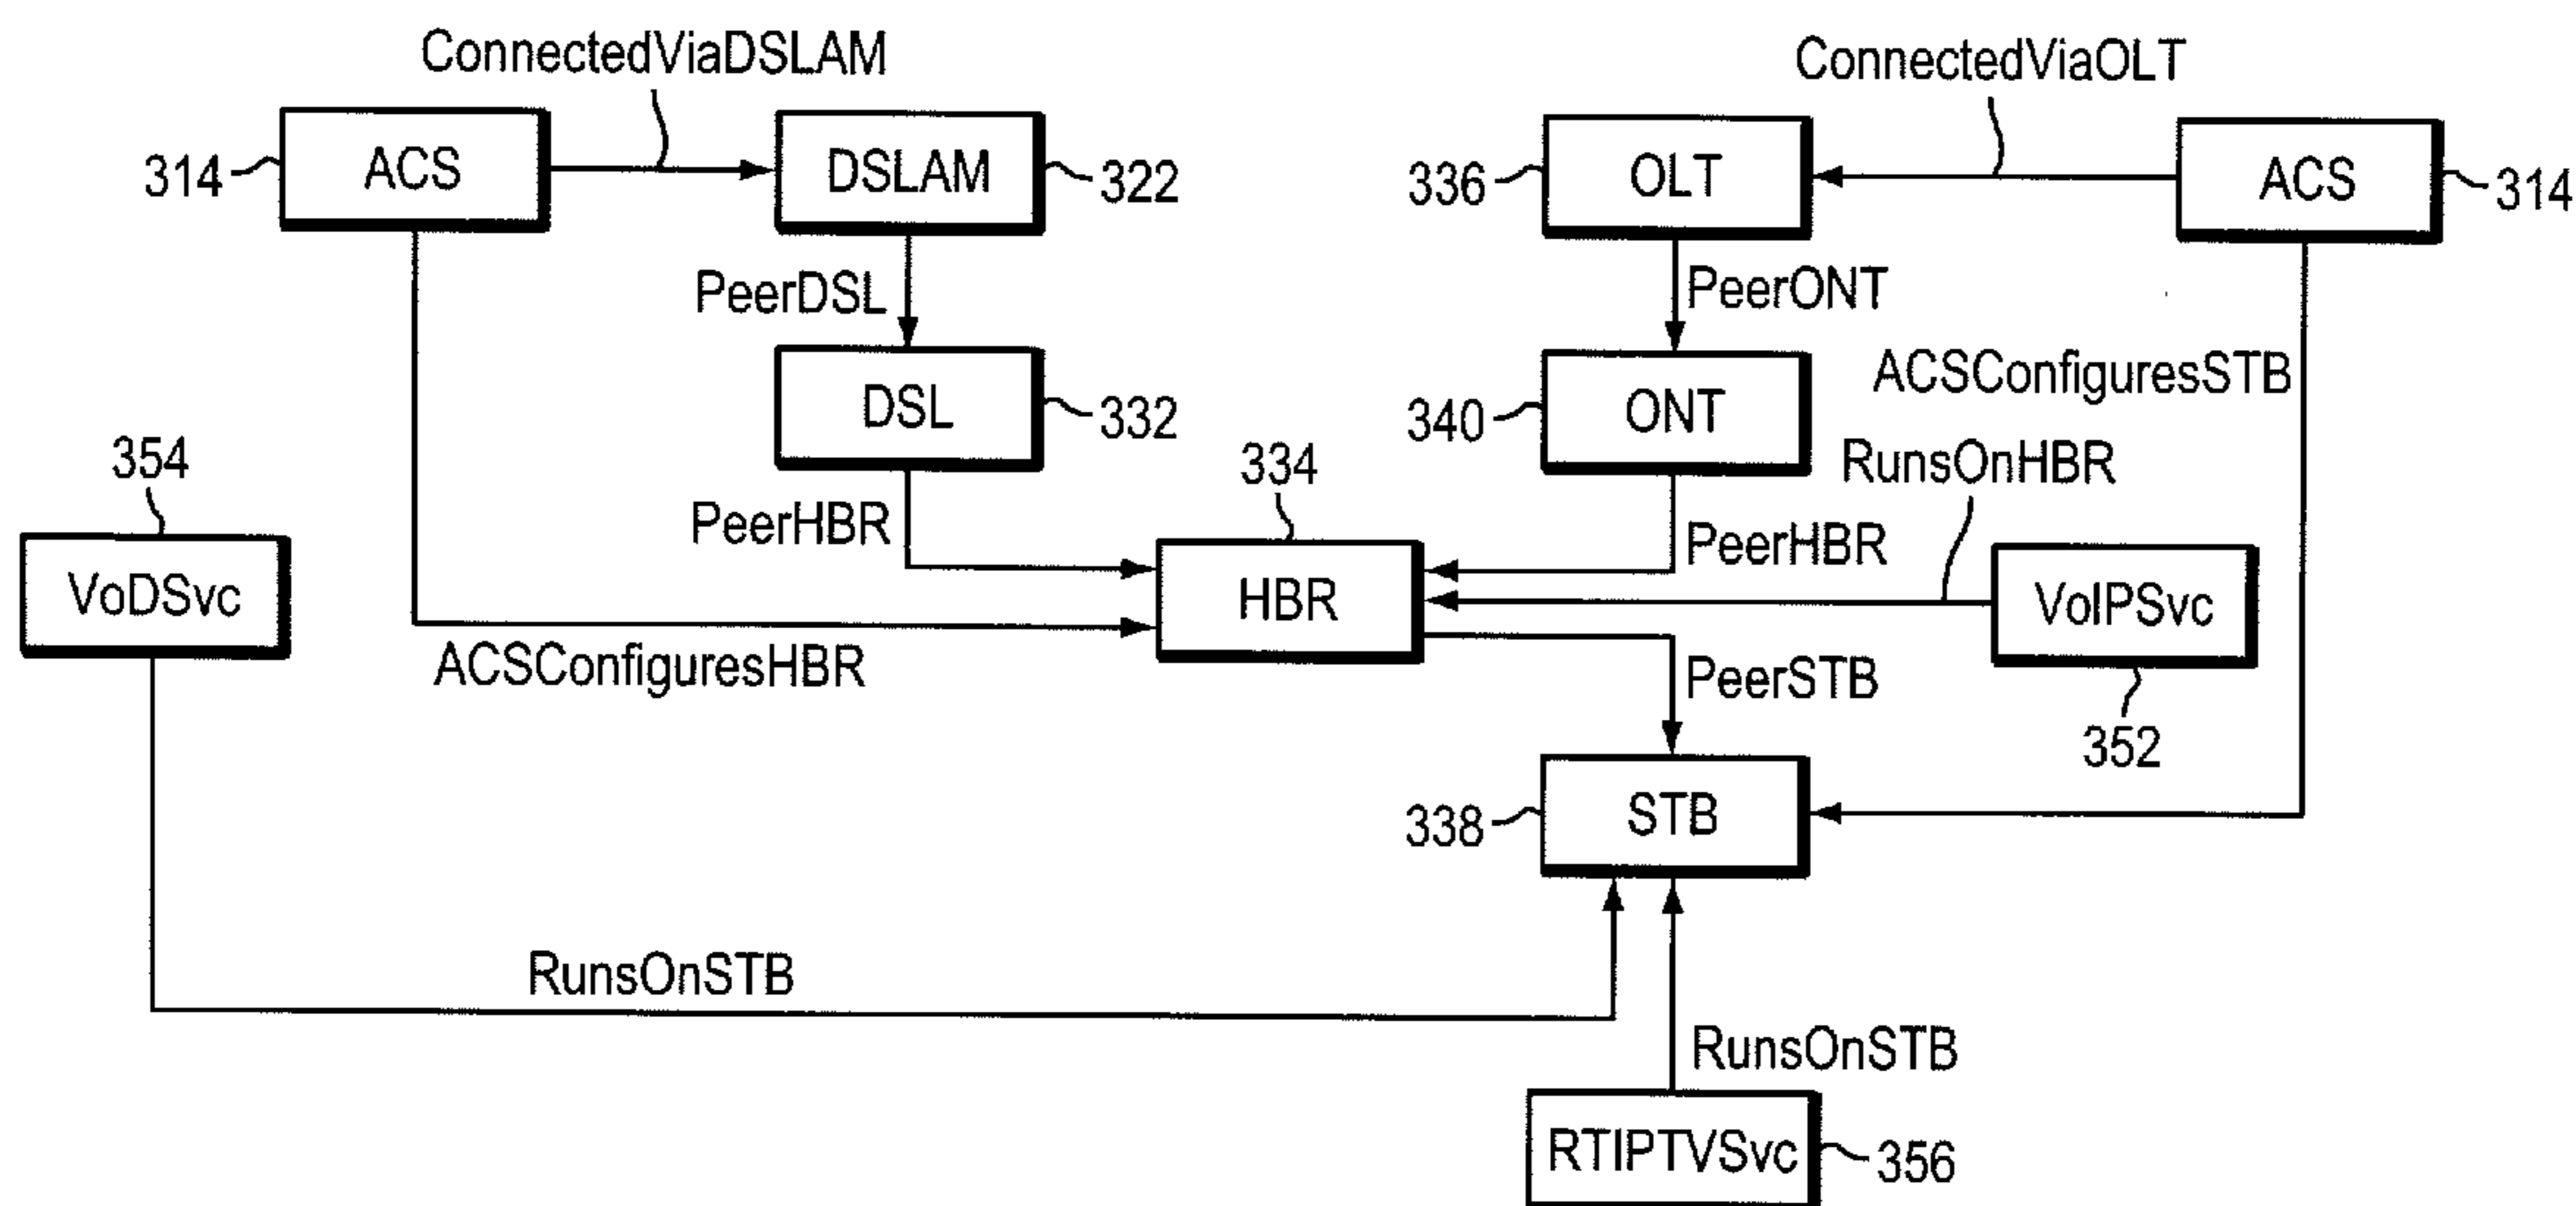 ConnectedViaDSLAM
ConnectedViaOLT
314
ACS
DSLAM
322
336
OLT
ACS
314
PeerDSL
PeerONT
ACSConfiguresSTB
DSL
332
340
ONT
354
334
RunsOnHBR
PeerHBR
PeerHBR
VoDSvc
HBR
VoIPSvc
ACSConfiguresHBR
PeerSTB
352
338
STB
RunsOnSTB
RunsOnSTB
RTIPTVSvc
356